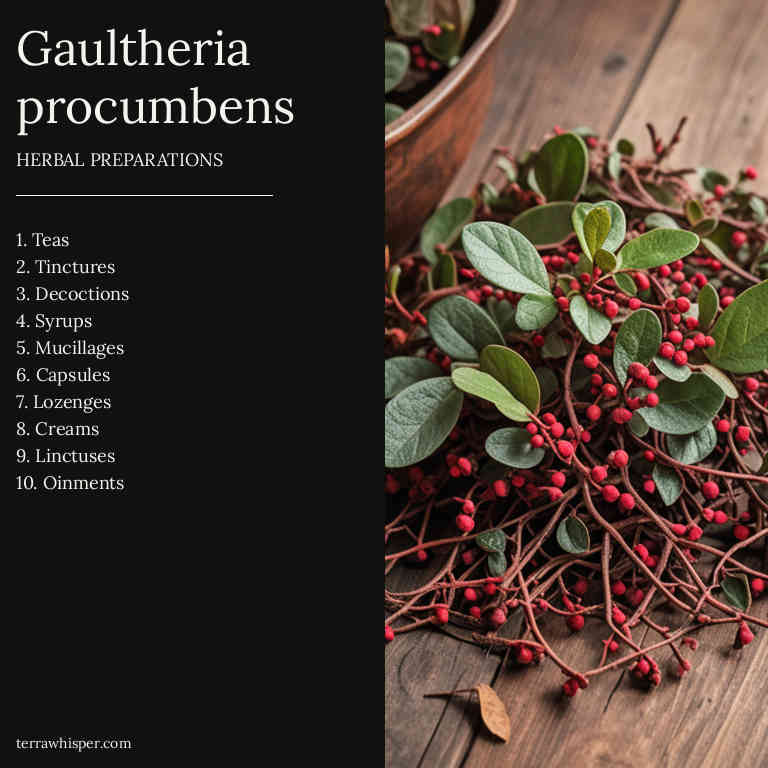 Gaultheria
procumbens
HERBAL PREPARATIONS
1. Teas
2. Tinctures
3. Decoctions
4. Syrups
5. Mucillages
6. Capsules
7. Lozenges
8. Creams
9. Linctuses
10. Oinments
terrawhisper.com